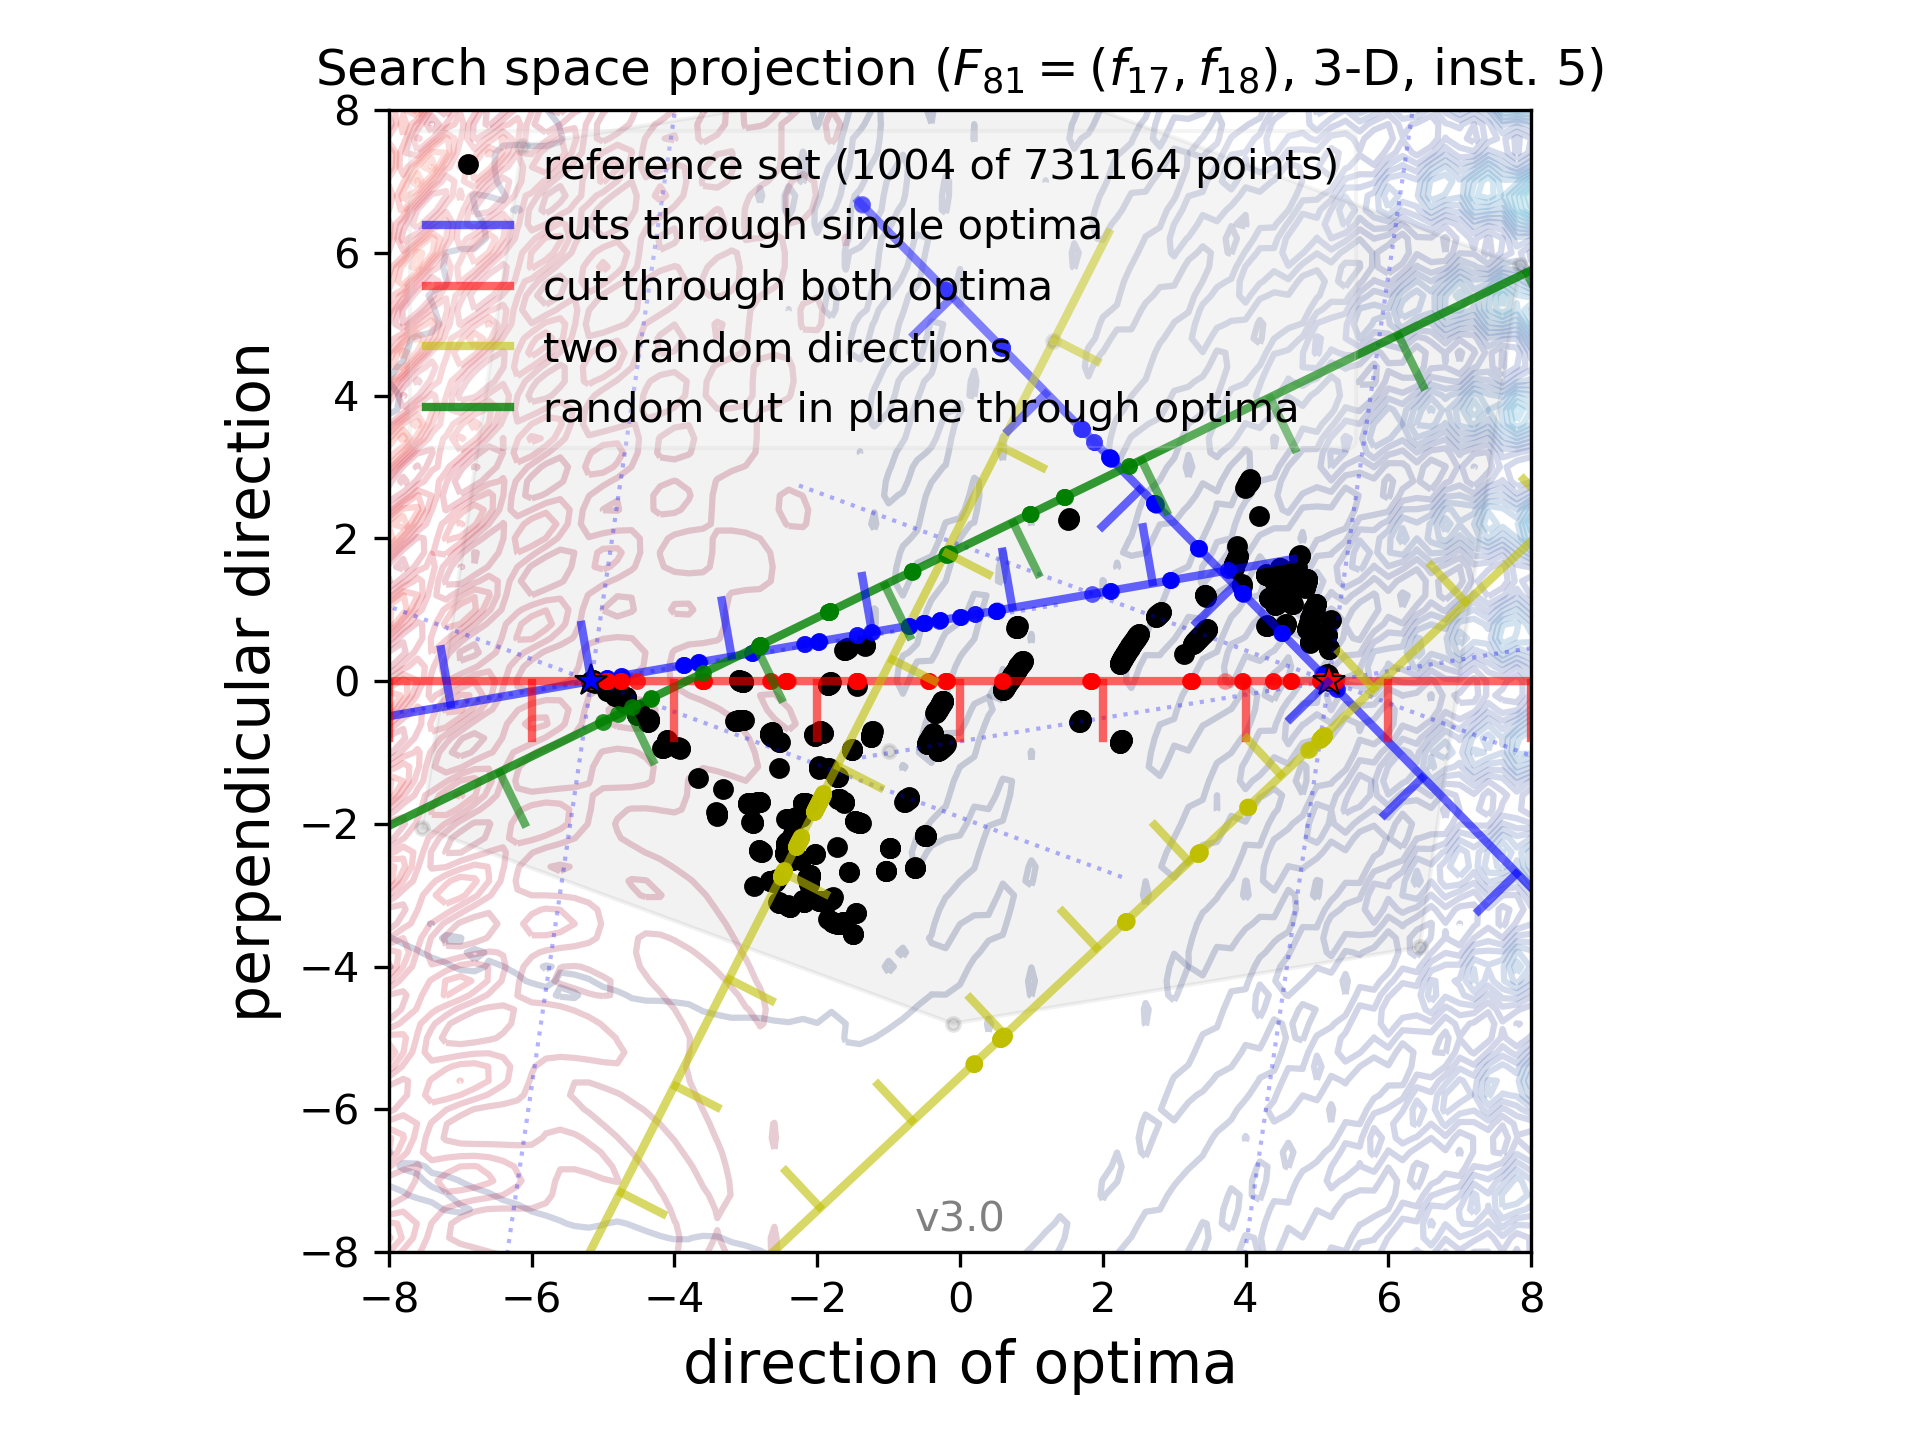 Search space projection (F₈₁ = (f₁₇, f₁₈), 3-D, inst. 5)
reference set (1004 of 731164 points)
cuts through single optima
cut through both optima
two random directions
random cut in plane through optima
8
6
4
2
0
−2
−4
−6
−8
perpendicular direction
v3.0
−8 −6 −4 −2 0 2 4 6 8
direction of optima